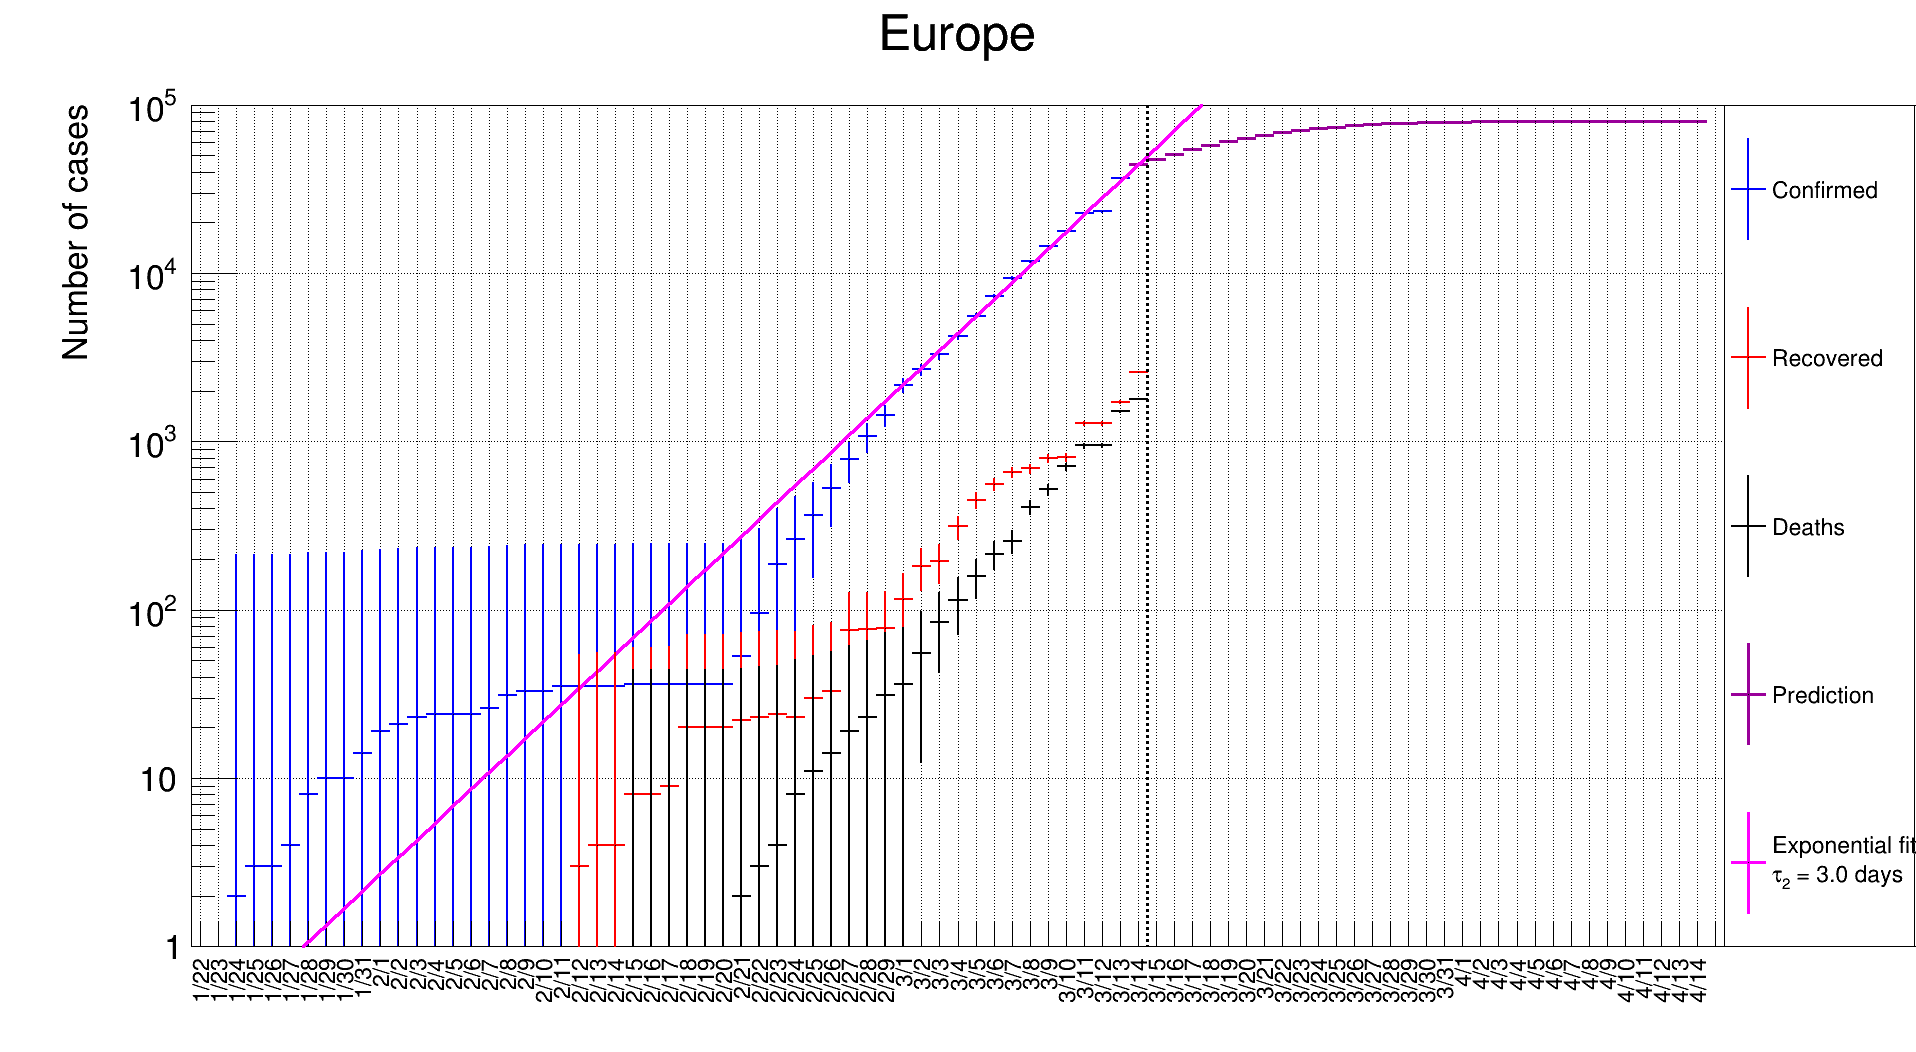 Europe
Number of cases
10^5
10^4
10^3
10^2
10
1
1/22 1/23 1/24 1/25 1/26 1/27 1/28 1/29 1/30 1/31 2/1 2/2 2/3 2/4 2/5 2/6 2/7 2/8 2/9 2/10 2/11 2/12 2/13 2/14 2/15 2/16 2/17 2/18 2/19 2/20 2/21 2/22 2/23 2/24 2/25 2/26 2/27 2/28 2/29 3/1 3/2 3/3 3/4 3/5 3/6 3/7 3/8 3/9 3/10 3/11 3/12 3/13 3/14 3/15 3/16 3/17 3/18 3/19 3/20 3/21 3/22 3/23 3/24 3/25 3/26 3/27 3/28 3/29 3/30 3/31 4/1 4/2 4/3 4/4 4/5 4/6 4/7 4/8 4/9 4/10 4/11 4/12 4/13 4/14
Confirmed
Recovered
Deaths
Prediction
Exponential fit
τ₂ = 3.0 days